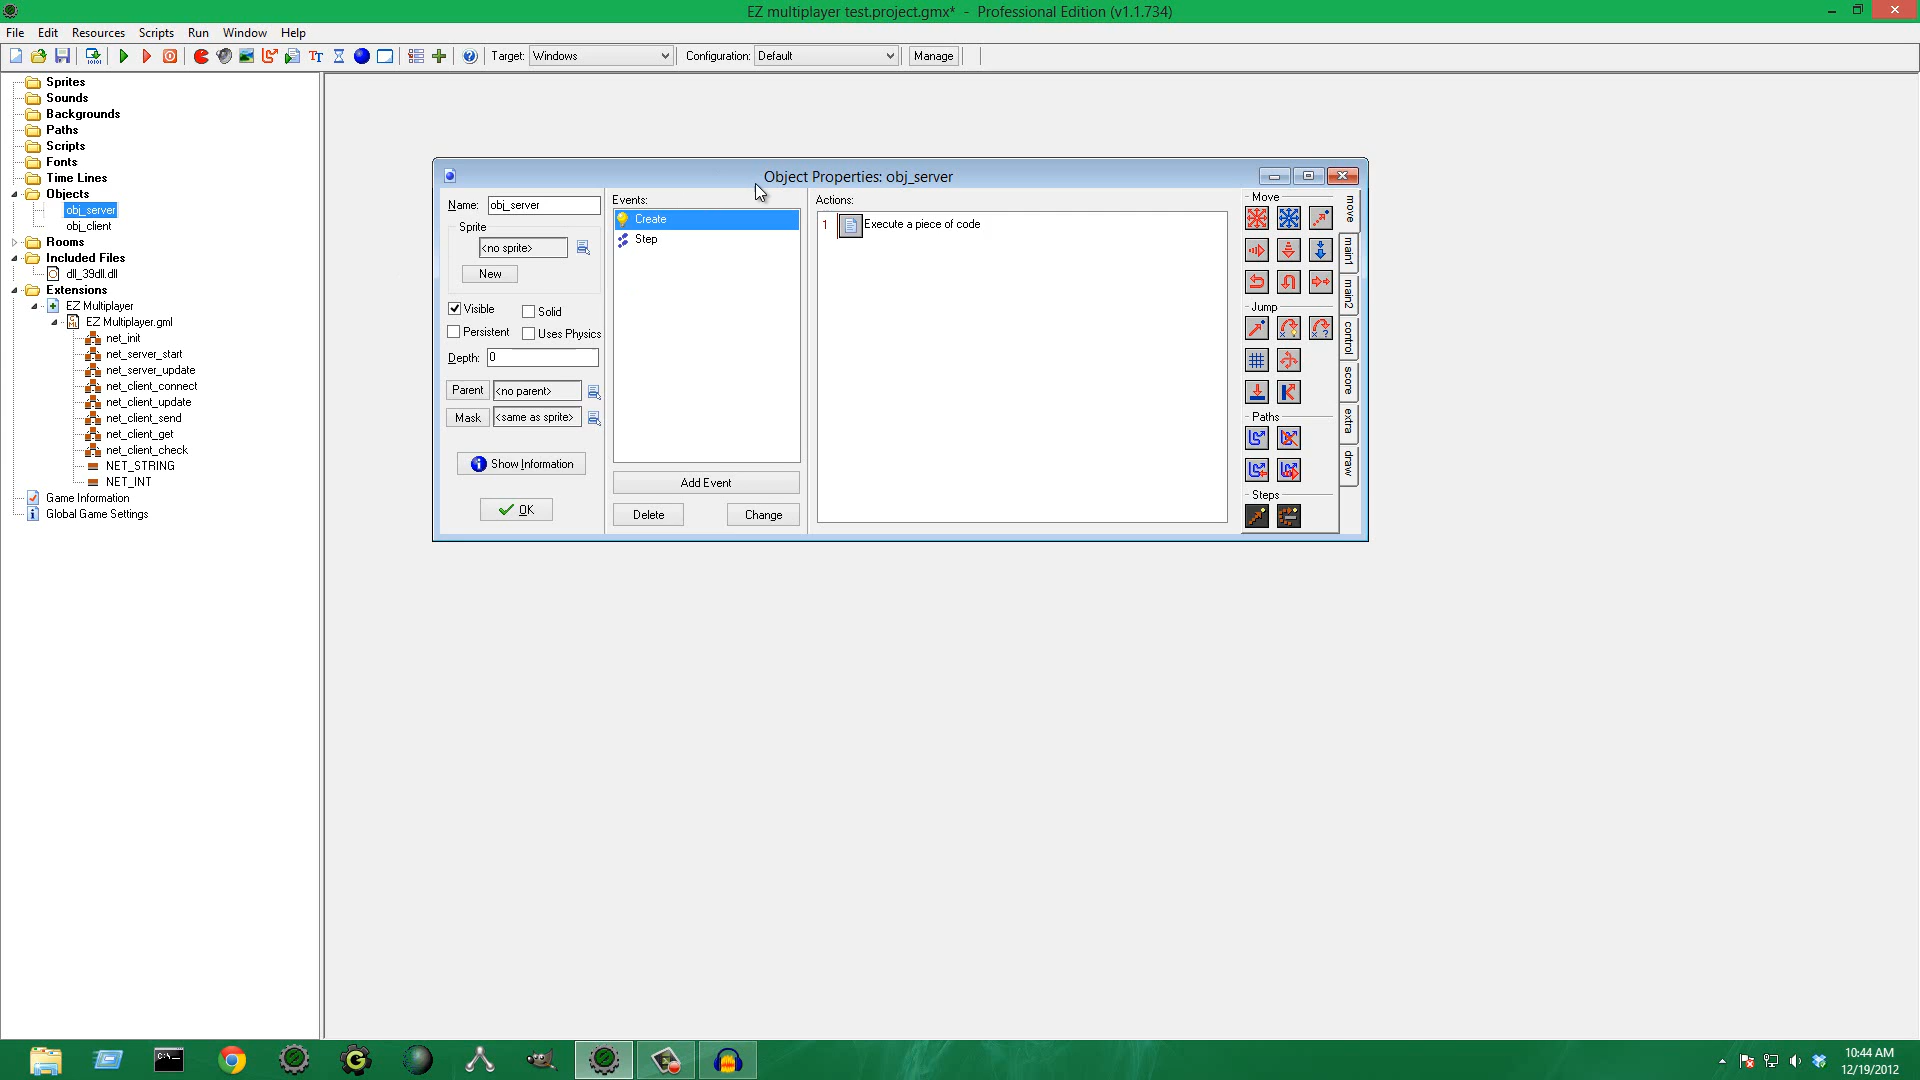 EZ multiplayer test.project.gmx* - Professional Edition (v1.1.734)
File Edit Resources Scripts Run Window Help
Target: Windows Configuration: Default Manage
Sprites
Sounds
Backgrounds
Paths
Scripts
Fonts
Time Lines
Objects
obj_server
obj_client
Rooms
Included Files
dll_39dll.dll
Extensions
EZ Multiplayer
EZ Multiplayer.gml
net_init
net_server_start
net_server_update
net_client_connect
net_client_update
net_client_send
net_client_get
net_client_check
NET_STRING
NET_INT
Game Information
Global Game Settings
Object Properties: obj_server
Name: obj_server
Sprite
<no sprite>
New
Visible Solid
Persistent Uses Physics
Depth: 0
Parent <no parent>
Mask <same as sprite>
Show Information
OK
Events:
Create
Step
Add Event
Delete Change
Actions:
1 Execute a piece of code
Move
Jump
Paths
Steps
move
main1
main2
control
score
extra
draw
10:44 AM
12/19/2012